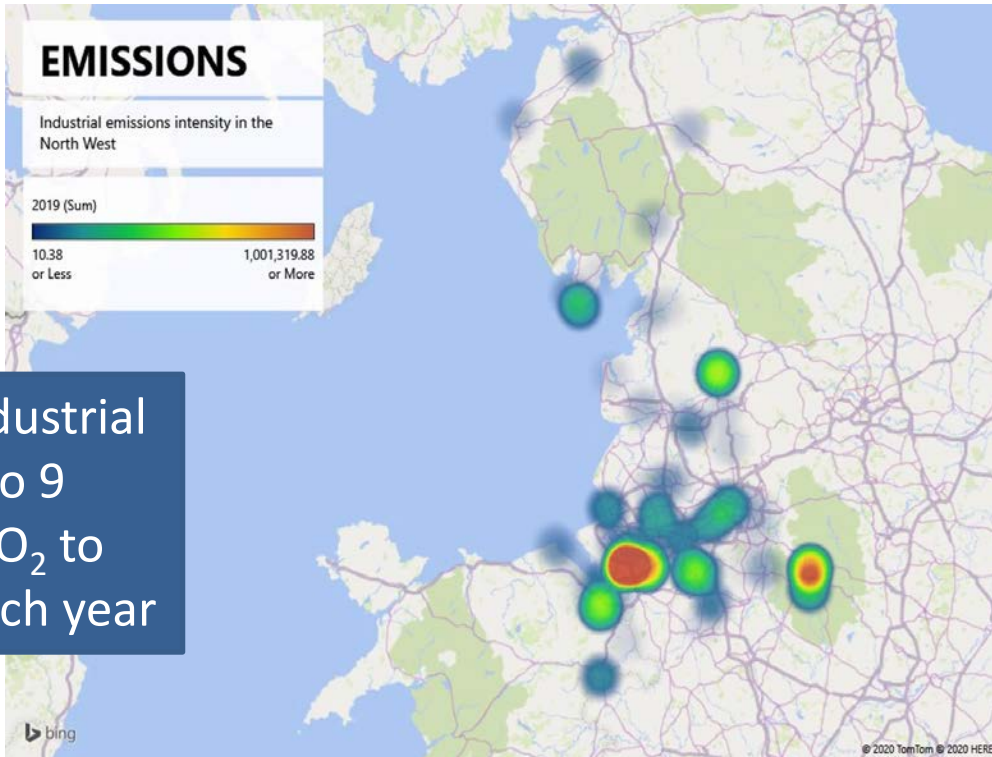 EMISSIONS
Industrial emissions intensity in the
North West
2019 (Sum)
10.38
or Less
1,001,319.88
or More
o 9
O₂ to
ch year
bing
© 2020 TomTom © 2020 HERE